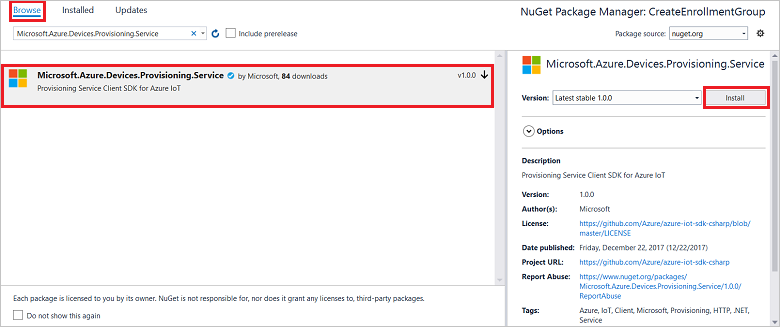 Browse Installed Updates
NuGet Package Manager: CreateEnrollmentGroup
Microsoft.Azure.Devices.Provisioning.Service
Include prerelease
Package source: nuget.org
Microsoft.Azure.Devices.Provisioning.Service by Microsoft, 84 downloads v1.0.0
Provisioning Service Client SDK for Azure IoT
Each package is licensed to you by its owner. NuGet is not responsible for, nor does it grant any licenses to, third-party packages.
Do not show this again
Microsoft.Azure.Devices.Provisioning.Service
Version: Latest stable 1.0.0 Install
Options
Description
Provisioning Service Client SDK for Azure IoT
Version: 1.0.0
Author(s): Microsoft
License: https://github.com/Azure/azure-iot-sdk-csharp/blob/
master/LICENSE
Date published: Friday, December 22, 2017 (12/22/2017)
Project URL: https://github.com/Azure/azure-iot-sdk-csharp
Report Abuse: https://www.nuget.org/packages/
Microsoft.Azure.Devices.Provisioning.Service/1.0.0/
ReportAbuse
Tags: Azure, IoT, Client, Microsoft, Provisioning, HTTP, .NET,
Service